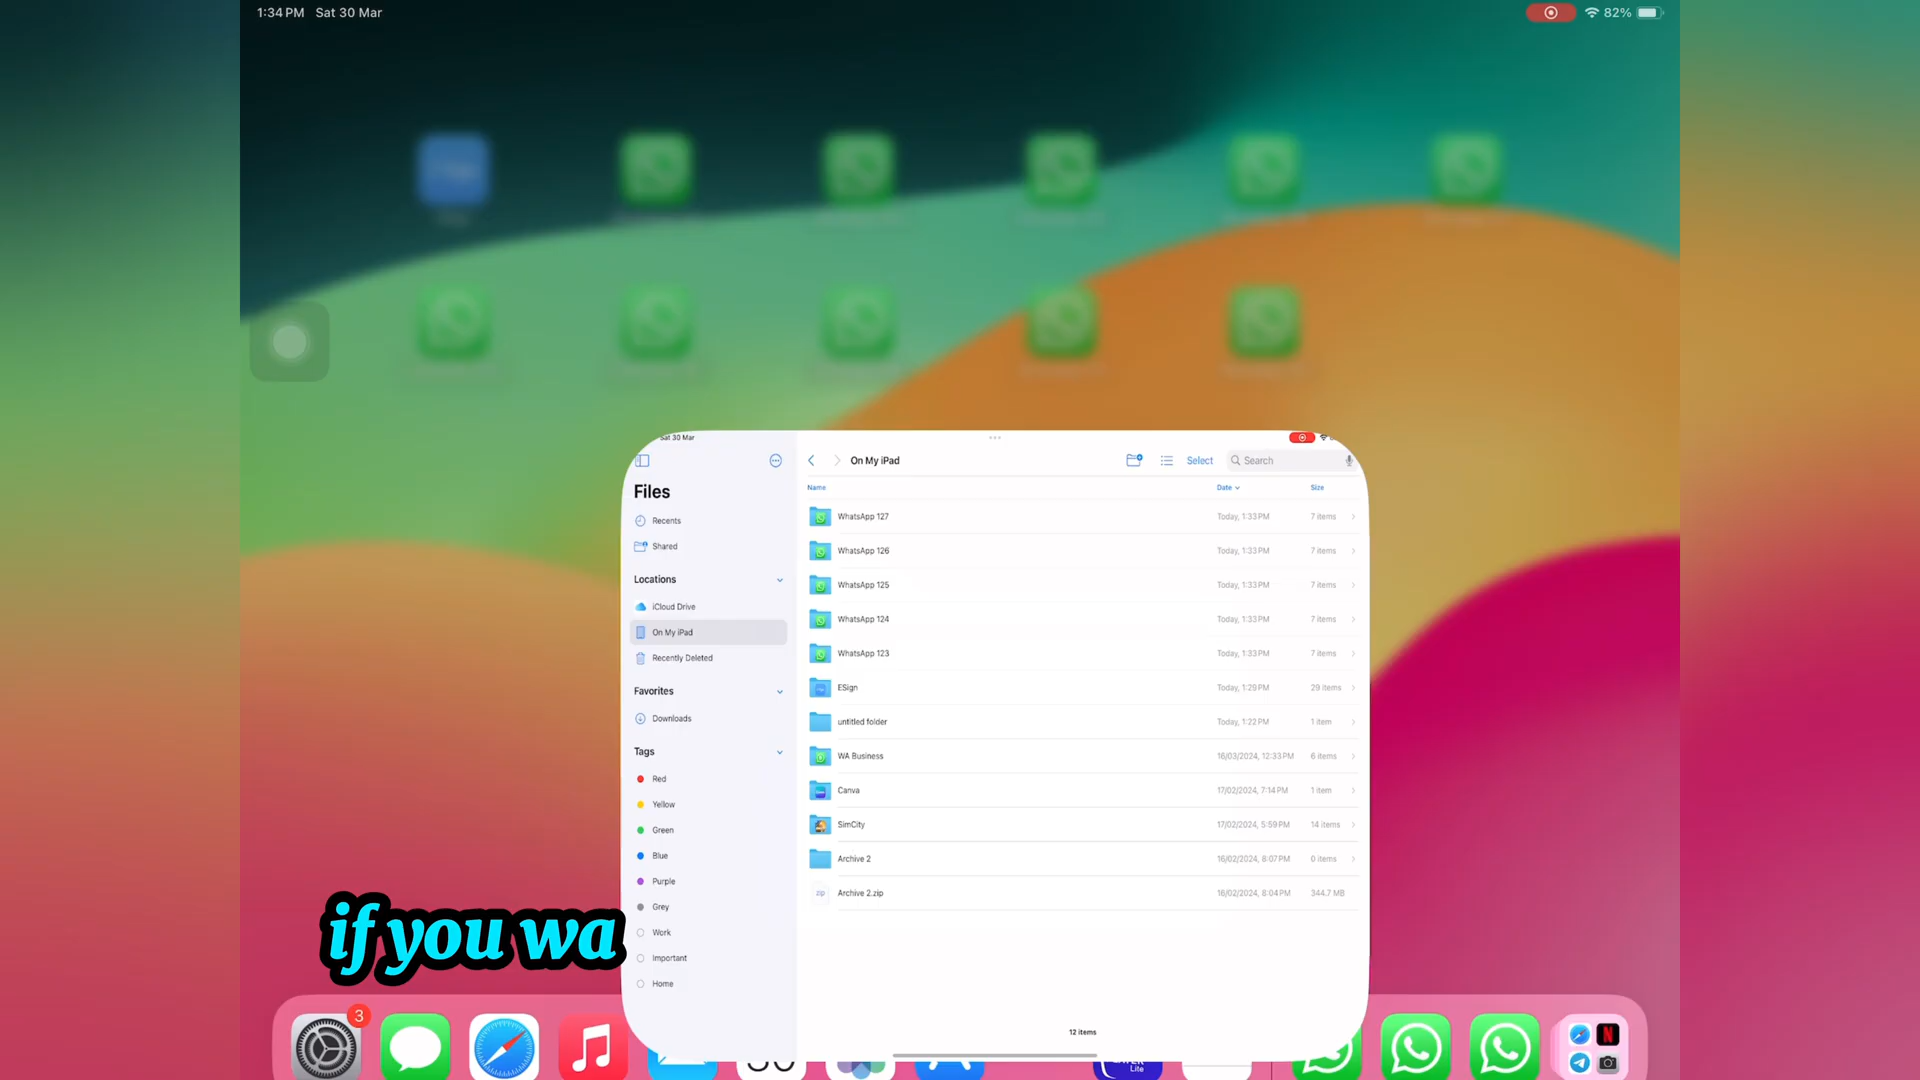 1:34 PM Sat 30 Mar
82%
Sat 30 Mar
On My iPad
Select
Search
Files
Name
Date
Size
Recents
Shared
Locations
iCloud Drive
On My iPad
Recently Deleted
Favorites
Downloads
Tags
Red
Yellow
Green
Blue
Purple
Grey
Work
Important
Home
WhatsApp 127 Today, 1:33 PM 7 items
WhatsApp 126 Today, 1:33 PM 7 items
WhatsApp 125 Today, 1:33 PM 7 items
WhatsApp 124 Today, 1:33 PM 7 items
WhatsApp 123 Today, 1:33 PM 7 items
ESign Today, 1:29 PM 29 items
untitled folder Today, 1:22 PM 1 item
WA Business 16/03/2024, 12:33 PM 6 items
Canva 17/02/2024, 7:14 PM 1 item
SimCity 17/02/2024, 5:59 PM 14 items
Archive 2 16/02/2024, 8:07 PM 0 items
zip Archive 2.zip 16/02/2024, 8:04 PM 344.7 MB
12 items
if you wa
3
Lite